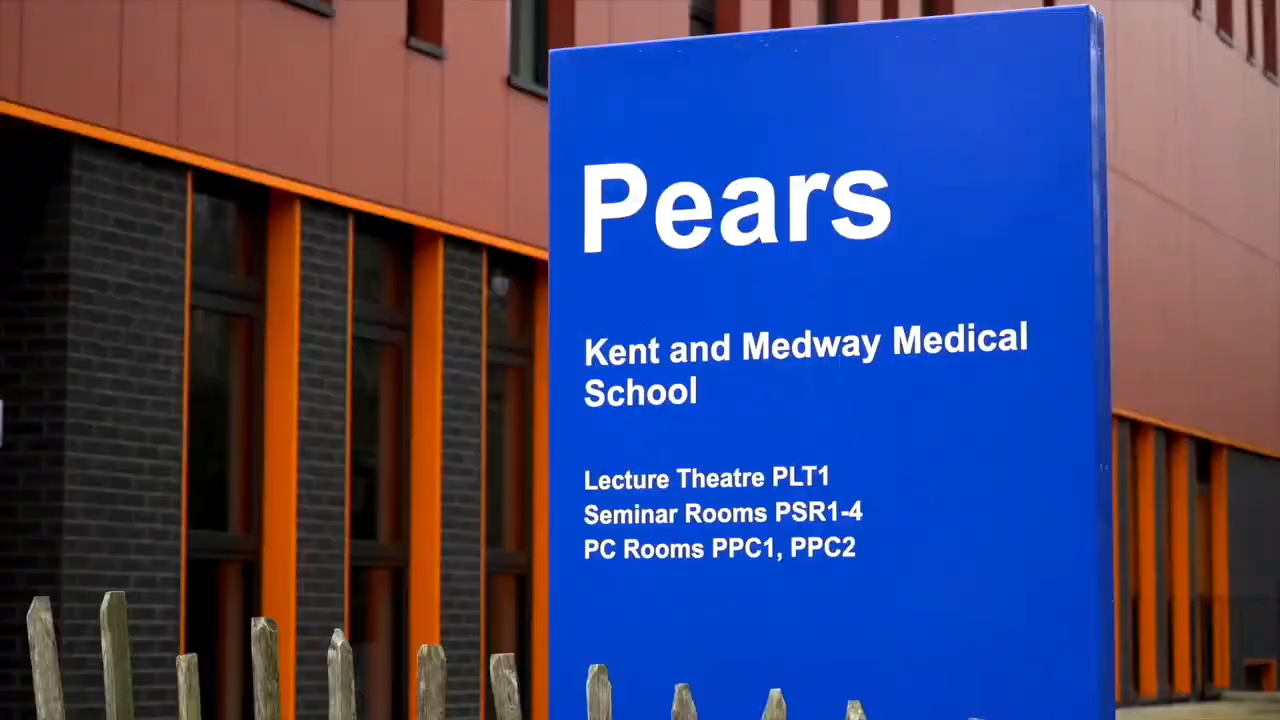 Pears
Kent and Medway Medical
School
Lecture Theatre PLT1
Seminar Rooms PSR1-4
PC Rooms PPC1, PPC2